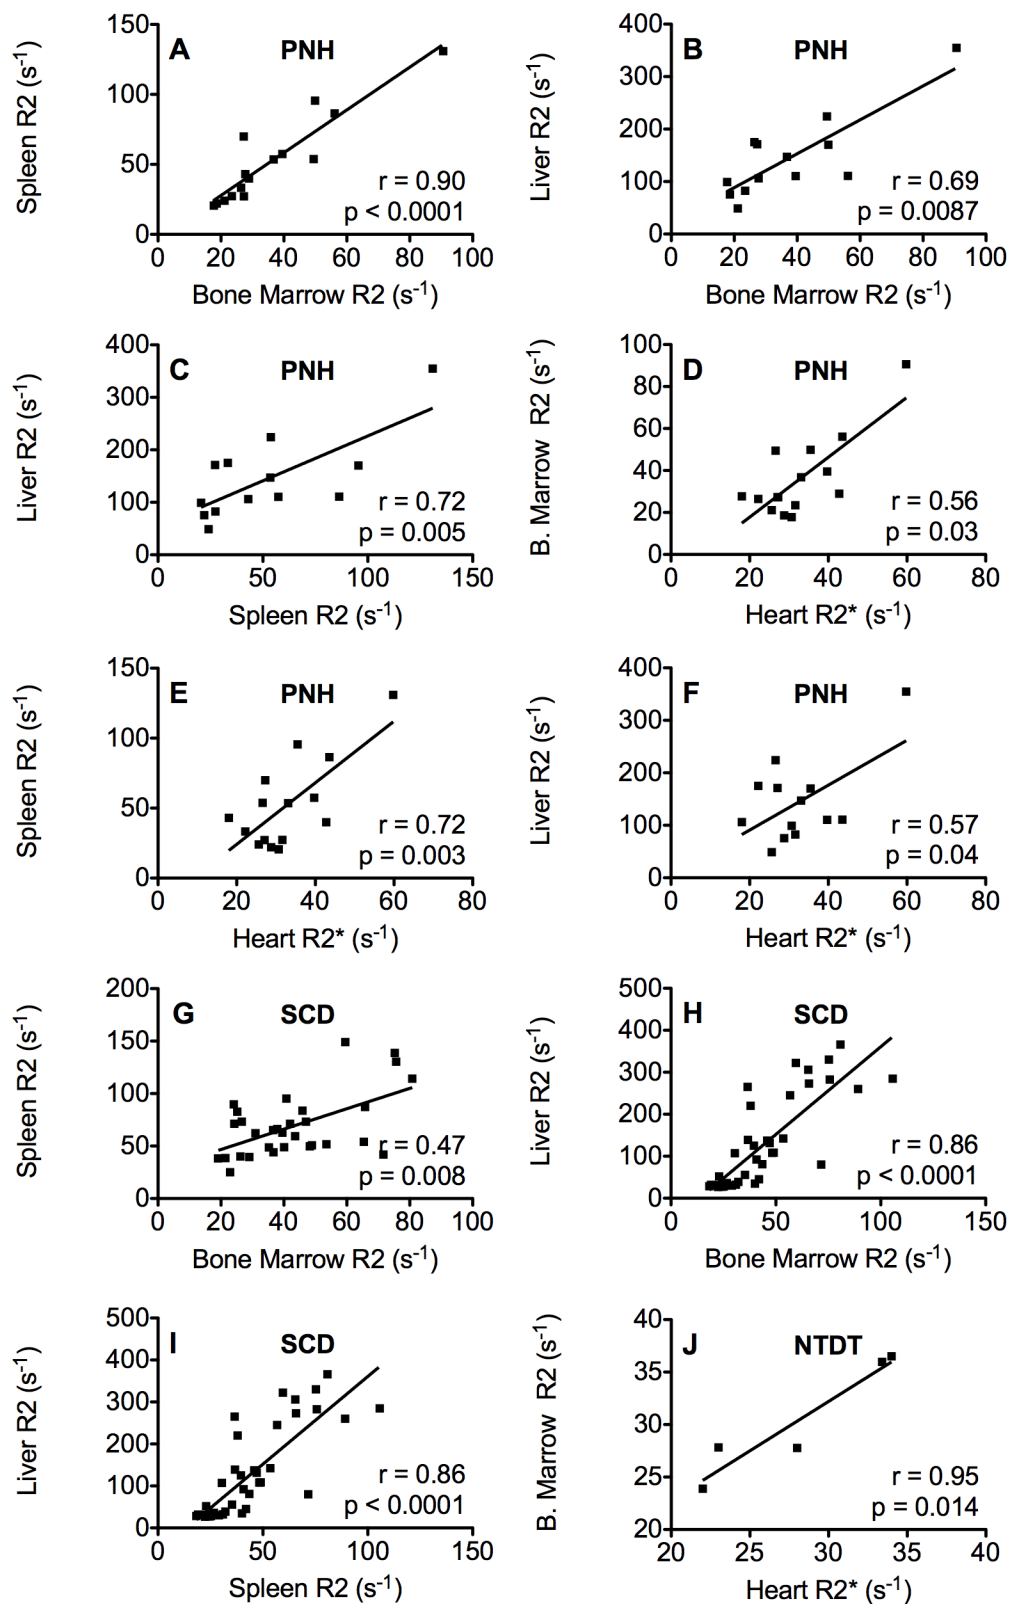 A PNH
150
100
50
0
0 20 40 60 80 100
Spleen R2 (s-1)
Bone Marrow R2 (s-1)
r = 0.90
p < 0.0001
B PNH
400
300
200
100
0
0 20 40 60 80 100
Liver R2 (s-1)
Bone Marrow R2 (s-1)
r = 0.69
p = 0.0087
C PNH
400
300
200
100
0
0 50 100 150
Liver R2 (s-1)
Spleen R2 (s-1)
r = 0.72
p = 0.005
D PNH
100
80
60
40
20
0
0 20 40 60 80
B. Marrow R2 (s-1)
Heart R2* (s-1)
r = 0.56
p = 0.03
E PNH
150
100
50
0
0 20 40 60 80
Spleen R2 (s-1)
Heart R2* (s-1)
r = 0.72
p = 0.003
F PNH
400
300
200
100
0
0 20 40 60 80
Liver R2 (s-1)
Heart R2* (s-1)
r = 0.57
p = 0.04
G SCD
200
150
100
50
0
0 20 40 60 80 100
Spleen R2 (s-1)
Bone Marrow R2 (s-1)
r = 0.47
p = 0.008
H SCD
500
400
300
200
100
0
0 50 100 150
Liver R2 (s-1)
Bone Marrow R2 (s-1)
r = 0.86
p < 0.0001
I SCD
500
400
300
200
100
0
0 50 100 150
Liver R2 (s-1)
Spleen R2 (s-1)
r = 0.86
p < 0.0001
J NTDT
40
35
30
25
20
20 25 30 35 40
B. Marrow R2 (s-1)
Heart R2* (s-1)
r = 0.95
p = 0.014